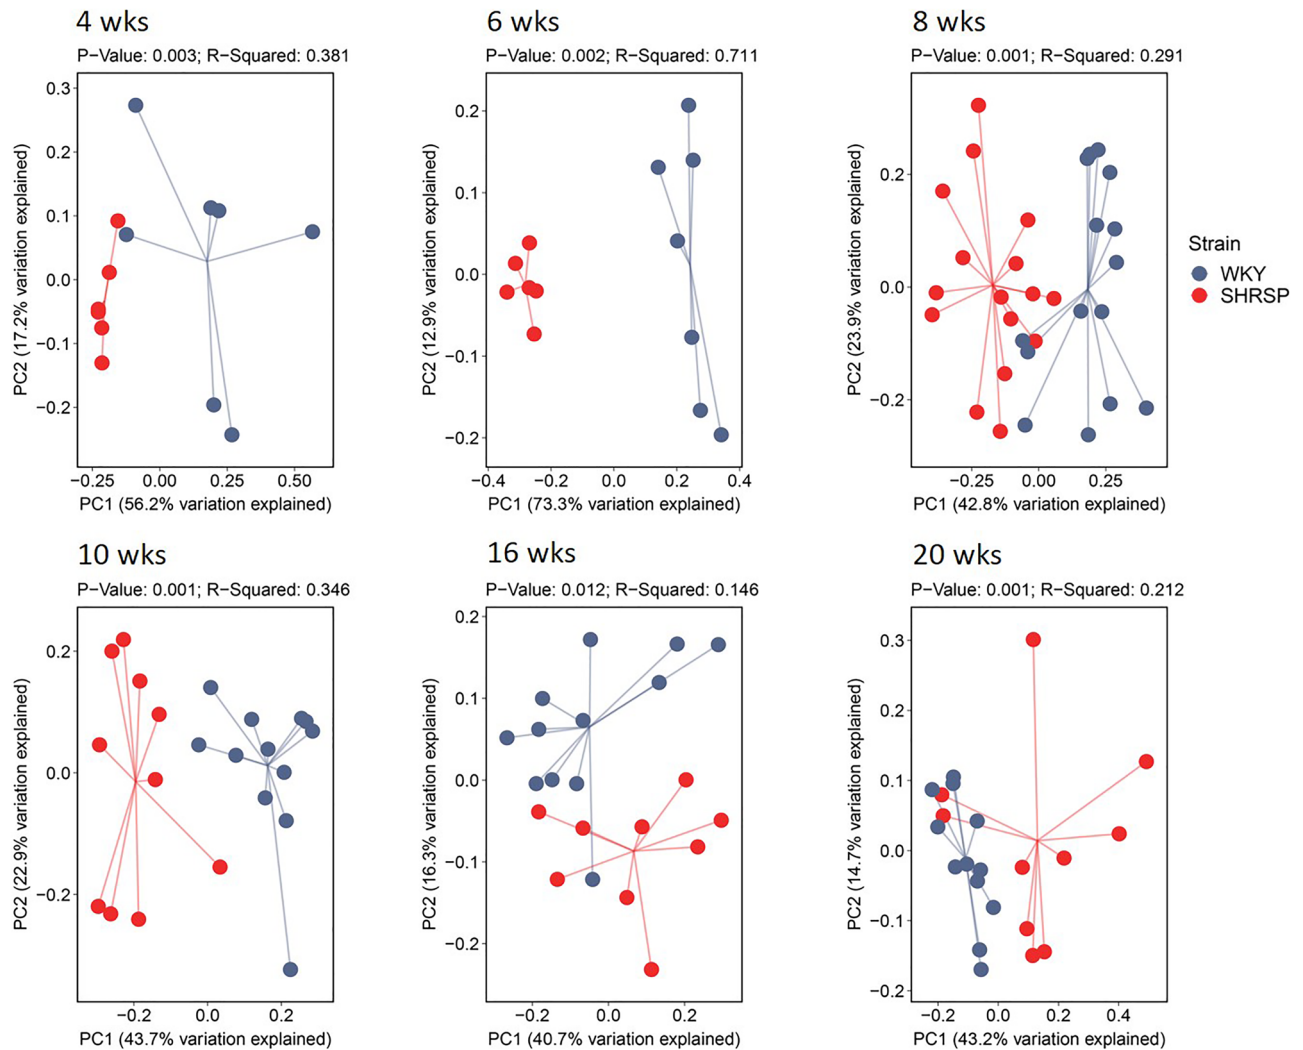 4 wks
P−Value: 0.003; R−Squared: 0.381
0.3
0.2
0.1
0.0
−0.1
−0.2
PC2 (17.2% variation explained)
−0.25 0.00 0.25 0.50
PC1 (56.2% variation explained)
6 wks
P−Value: 0.002; R−Squared: 0.711
0.2
0.1
0.0
−0.1
−0.2
PC2 (12.9% variation explained)
−0.4 −0.2 0.0 0.2 0.4
PC1 (73.3% variation explained)
8 wks
P−Value: 0.001; R−Squared: 0.291
0.2
0.0
−0.2
PC2 (23.9% variation explained)
−0.25 0.00 0.25
PC1 (42.8% variation explained)
Strain
WKY
SHRSP
10 wks
P−Value: 0.001; R−Squared: 0.346
0.2
0.0
−0.2
PC2 (22.9% variation explained)
−0.2 0.0 0.2
PC1 (43.7% variation explained)
16 wks
P−Value: 0.012; R−Squared: 0.146
0.2
0.1
0.0
−0.1
−0.2
PC2 (16.3% variation explained)
−0.2 0.0 0.2
PC1 (40.7% variation explained)
20 wks
P−Value: 0.001; R−Squared: 0.212
0.3
0.2
0.1
0.0
−0.1
−0.2
PC2 (14.7% variation explained)
−0.2 0.0 0.2 0.4
PC1 (43.2% variation explained)